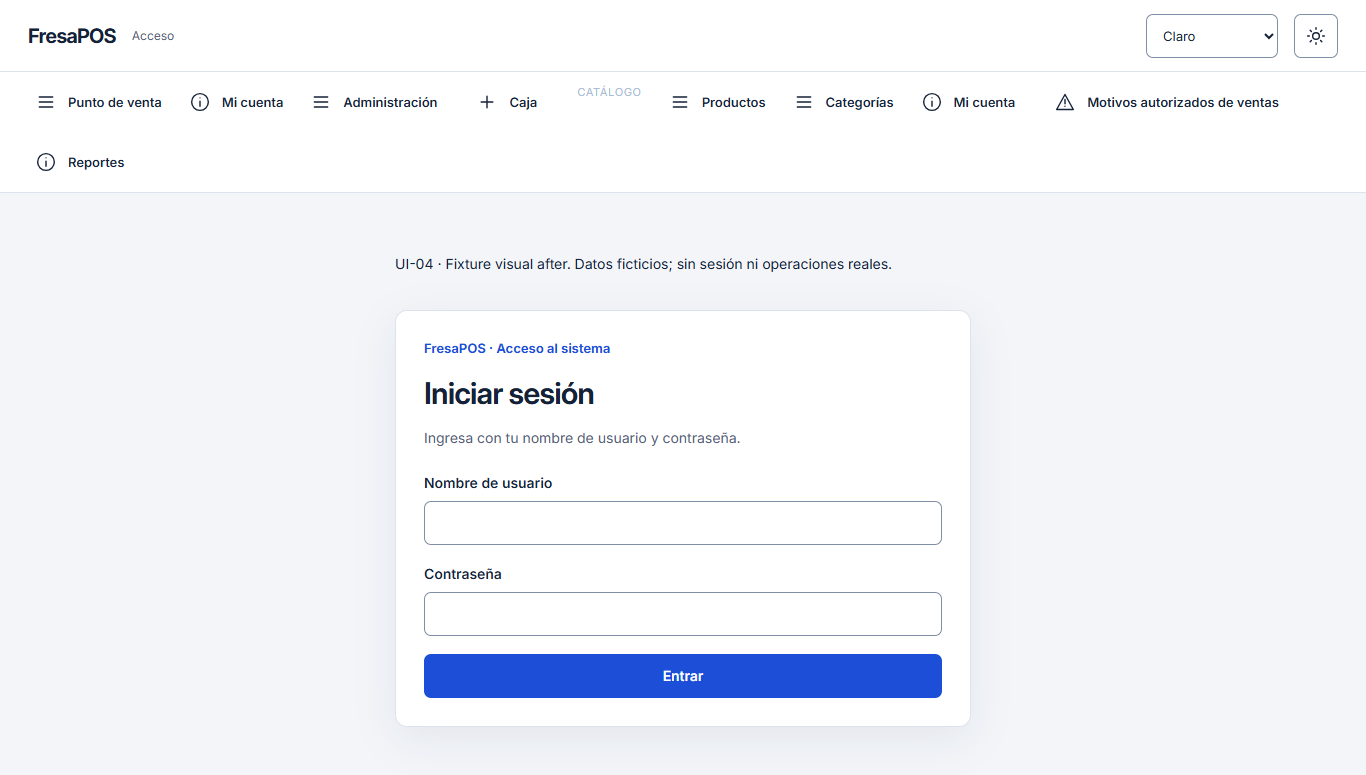 FresaPOS Acceso Claro
Punto de venta Mi cuenta Administración Caja CATÁLOGO Productos Categorías Mi cuenta Motivos autorizados de ventas
Reportes
UI-04 · Fixture visual after. Datos ficticios; sin sesión ni operaciones reales.
FresaPOS · Acceso al sistema
Iniciar sesión
Ingresa con tu nombre de usuario y contraseña.
Nombre de usuario
Contraseña
Entrar